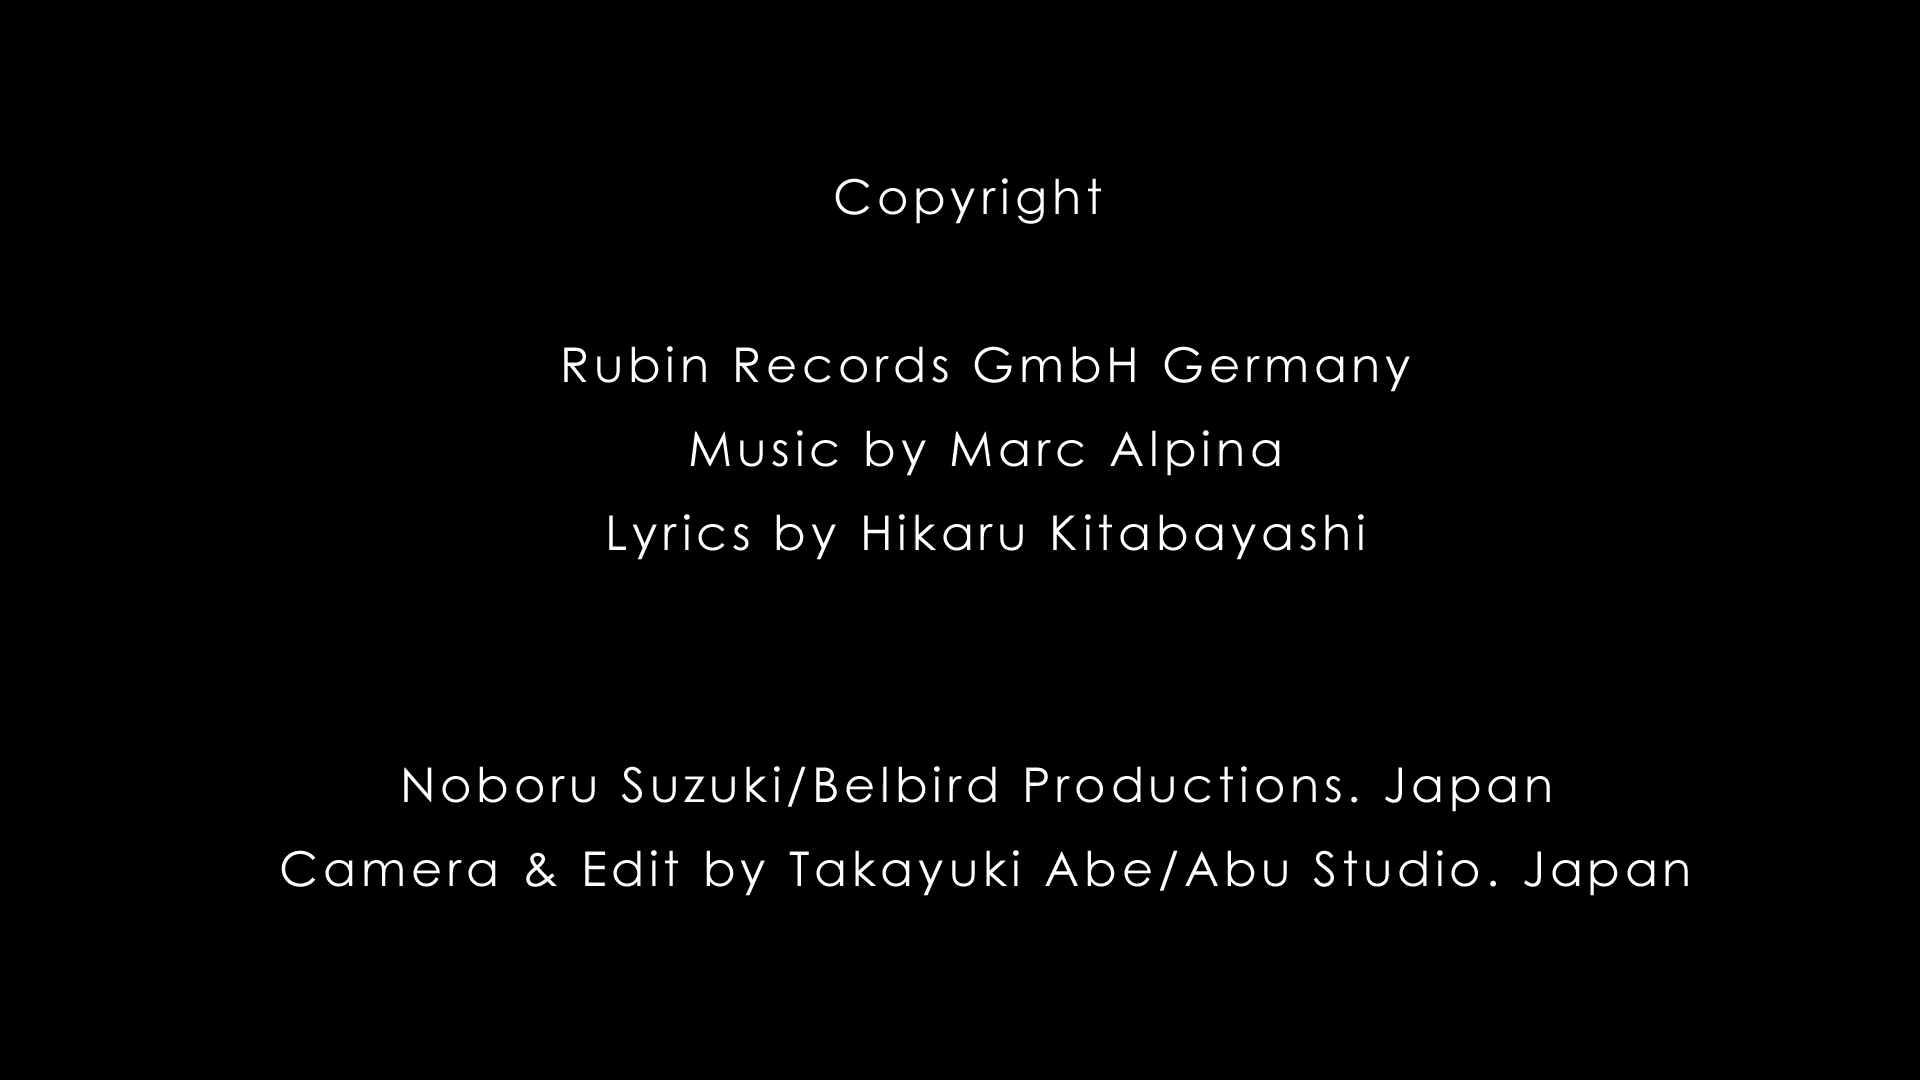 Copyright
Rubin Records GmbH Germany
Music by Marc Alpina
Lyrics by Hikaru Kitabayashi
Noboru Suzuki/Belbird Productions. Japan
Camera & Edit by Takayuki Abe/Abu Studio. Japan